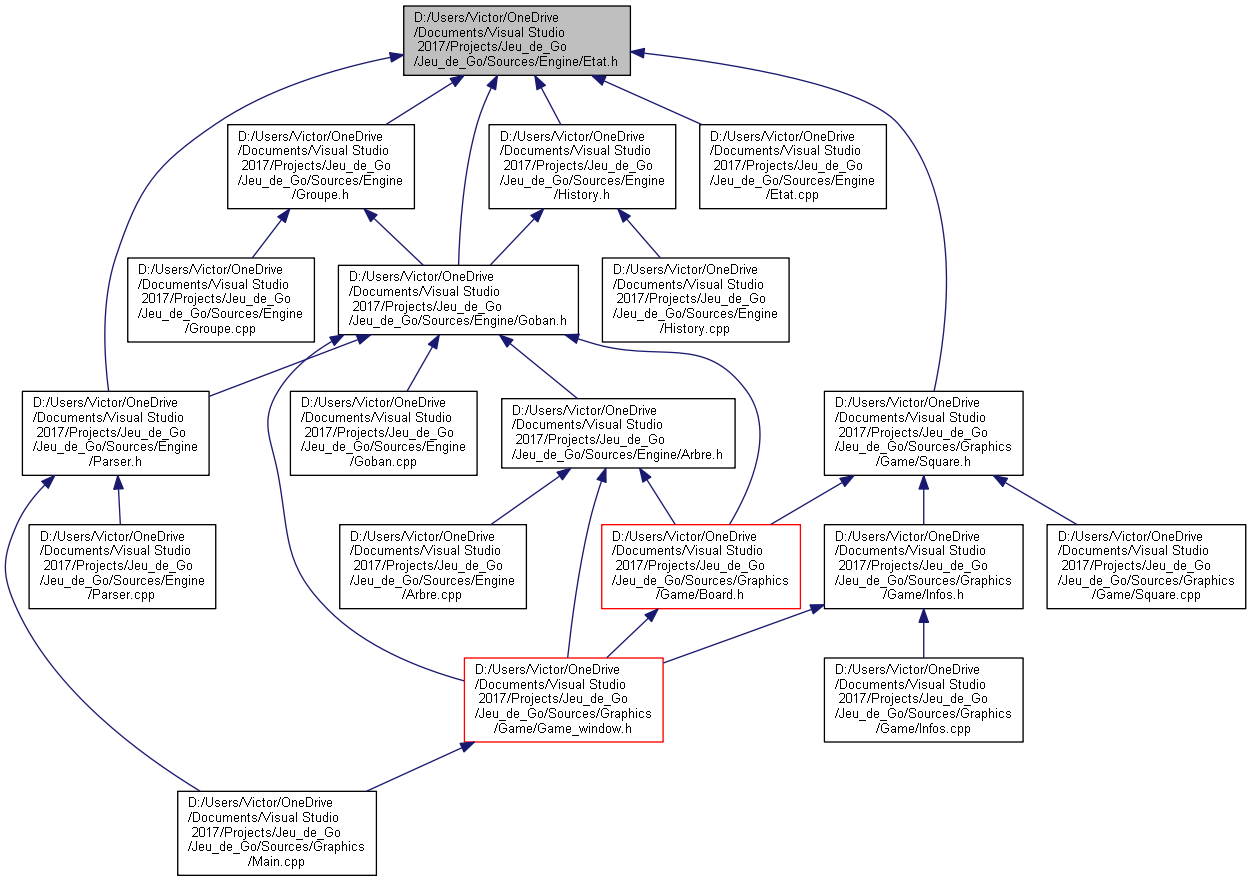 D:/Users/Victor/OneDrive
/Documents/Visual Studio
2017/Projects/Jeu_de_Go
/Jeu_de_Go/Sources/Engine/Etat.h
D:/Users/Victor/OneDrive
/Documents/Visual Studio
2017/Projects/Jeu_de_Go
/Jeu_de_Go/Sources/Engine
/Groupe.h
D:/Users/Victor/OneDrive
/Documents/Visual Studio
2017/Projects/Jeu_de_Go
/Jeu_de_Go/Sources/Engine
/History.h
D:/Users/Victor/OneDrive
/Documents/Visual Studio
2017/Projects/Jeu_de_Go
/Jeu_de_Go/Sources/Engine
/Etat.cpp
D:/Users/Victor/OneDrive
/Documents/Visual Studio
2017/Projects/Jeu_de_Go
/Jeu_de_Go/Sources/Engine
/Groupe.cpp
D:/Users/Victor/OneDrive
/Documents/Visual Studio
2017/Projects/Jeu_de_Go
/Jeu_de_Go/Sources/Engine/Goban.h
D:/Users/Victor/OneDrive
/Documents/Visual Studio
2017/Projects/Jeu_de_Go
/Jeu_de_Go/Sources/Engine
/History.cpp
D:/Users/Victor/OneDrive
/Documents/Visual Studio
2017/Projects/Jeu_de_Go
/Jeu_de_Go/Sources/Engine
/Parser.h
D:/Users/Victor/OneDrive
/Documents/Visual Studio
2017/Projects/Jeu_de_Go
/Jeu_de_Go/Sources/Engine
/Goban.cpp
D:/Users/Victor/OneDrive
/Documents/Visual Studio
2017/Projects/Jeu_de_Go
/Jeu_de_Go/Sources/Engine/Arbre.h
D:/Users/Victor/OneDrive
/Documents/Visual Studio
2017/Projects/Jeu_de_Go
/Jeu_de_Go/Sources/Graphics
/Game/Square.h
D:/Users/Victor/OneDrive
/Documents/Visual Studio
2017/Projects/Jeu_de_Go
/Jeu_de_Go/Sources/Engine
/Parser.cpp
D:/Users/Victor/OneDrive
/Documents/Visual Studio
2017/Projects/Jeu_de_Go
/Jeu_de_Go/Sources/Engine
/Arbre.cpp
D:/Users/Victor/OneDrive
/Documents/Visual Studio
2017/Projects/Jeu_de_Go
/Jeu_de_Go/Sources/Graphics
/Game/Board.h
D:/Users/Victor/OneDrive
/Documents/Visual Studio
2017/Projects/Jeu_de_Go
/Jeu_de_Go/Sources/Graphics
/Game/Infos.h
D:/Users/Victor/OneDrive
/Documents/Visual Studio
2017/Projects/Jeu_de_Go
/Jeu_de_Go/Sources/Graphics
/Game/Square.cpp
D:/Users/Victor/OneDrive
/Documents/Visual Studio
2017/Projects/Jeu_de_Go
/Jeu_de_Go/Sources/Graphics
/Game/Game_window.h
D:/Users/Victor/OneDrive
/Documents/Visual Studio
2017/Projects/Jeu_de_Go
/Jeu_de_Go/Sources/Graphics
/Game/Infos.cpp
D:/Users/Victor/OneDrive
/Documents/Visual Studio
2017/Projects/Jeu_de_Go
/Jeu_de_Go/Sources/Graphics
/Main.cpp